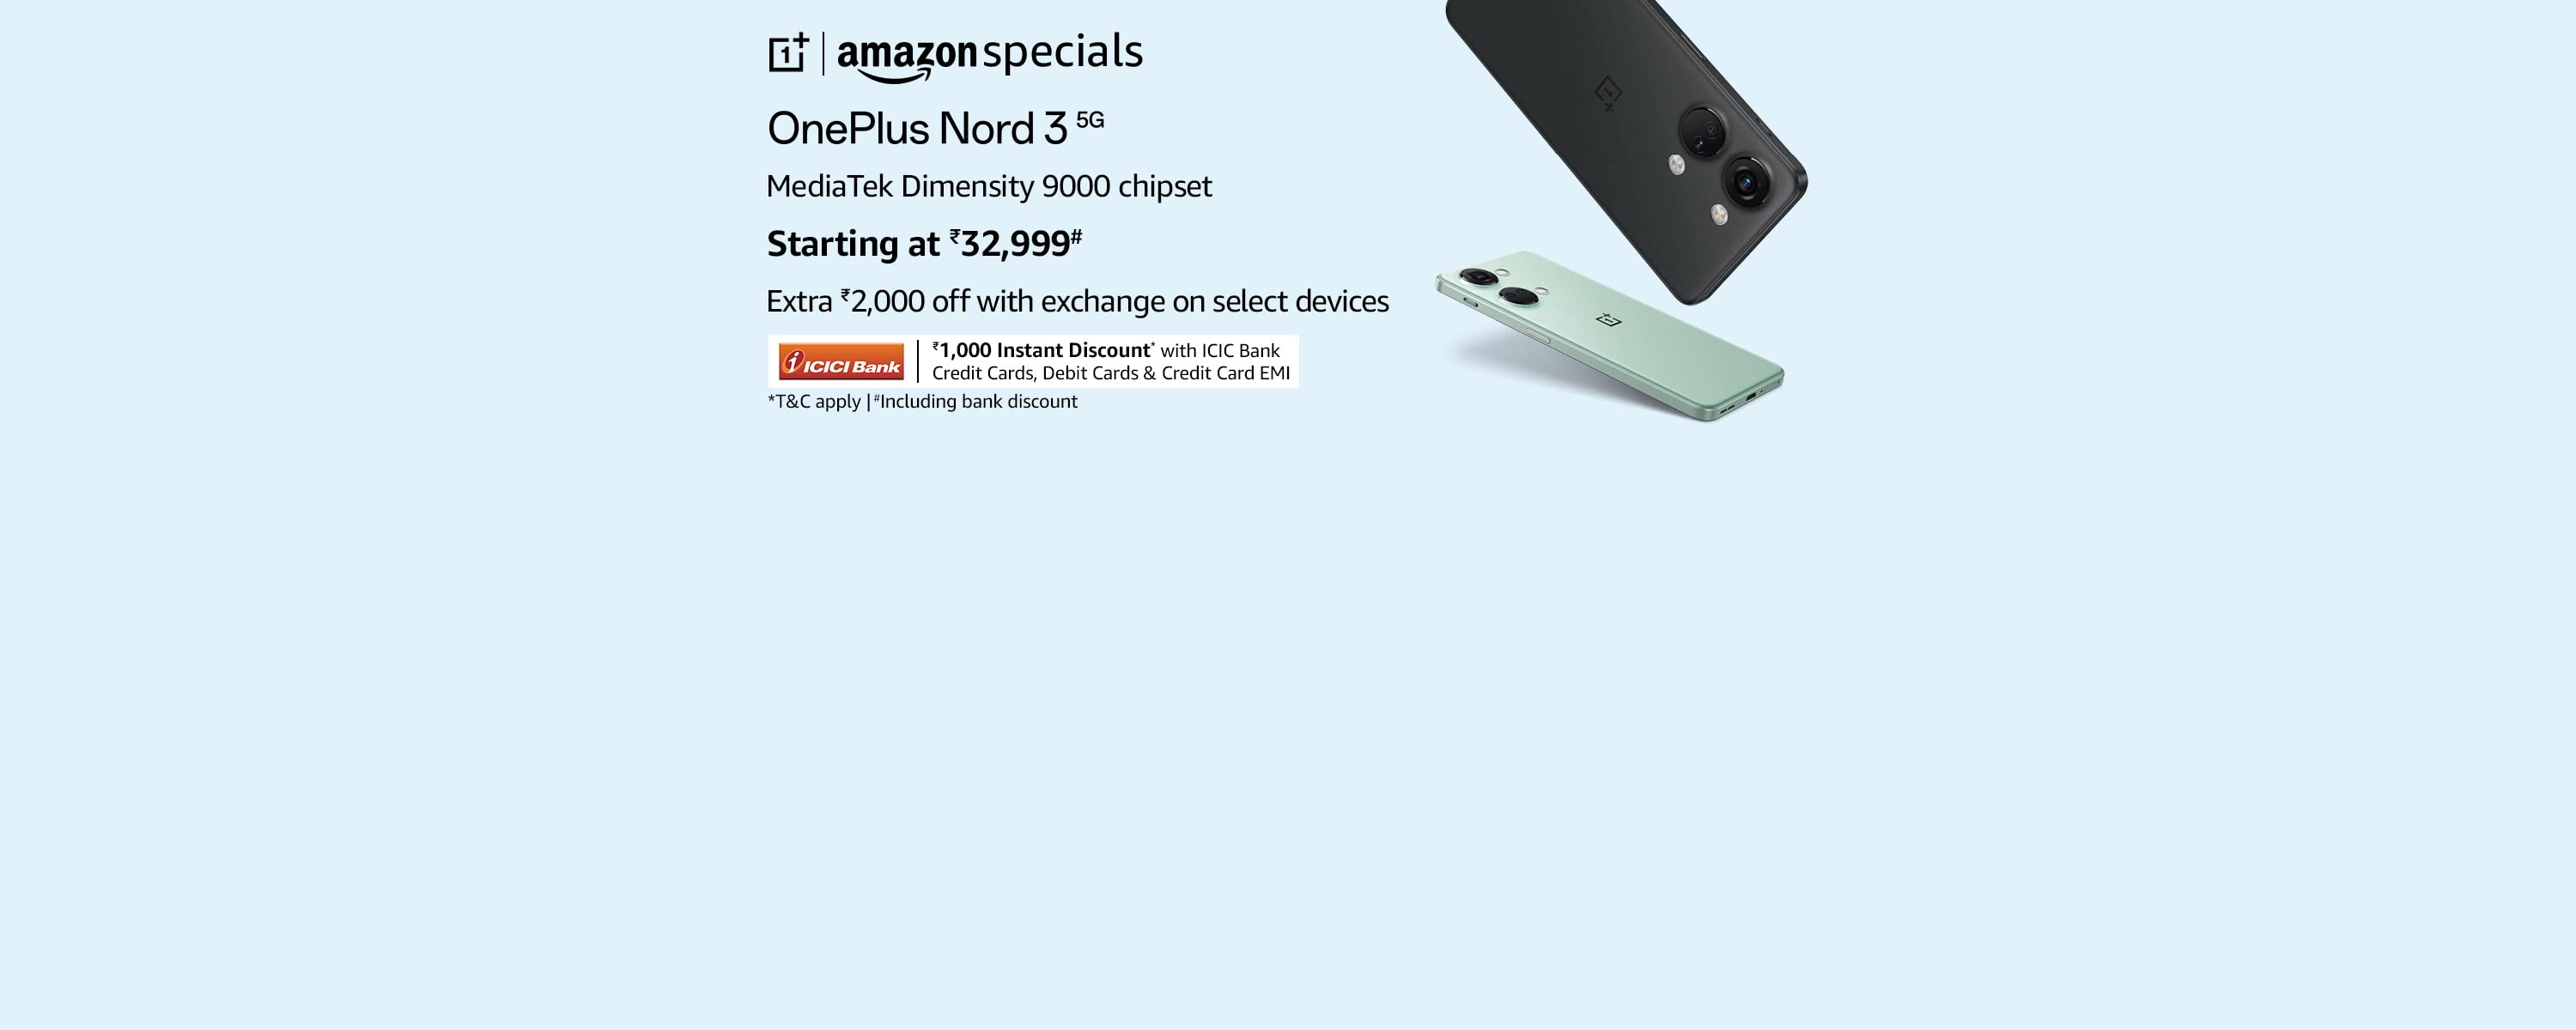 1+ | amazon specials
OnePlus Nord 3 5G
MediaTek Dimensity 9000 chipset
Starting at ₹32,999#
Extra ₹2,000 off with exchange on select devices
ICICI Bank | ₹1,000 Instant Discount* with ICIC Bank
Credit Cards, Debit Cards & Credit Card EMI
*T&C apply | #Including bank discount